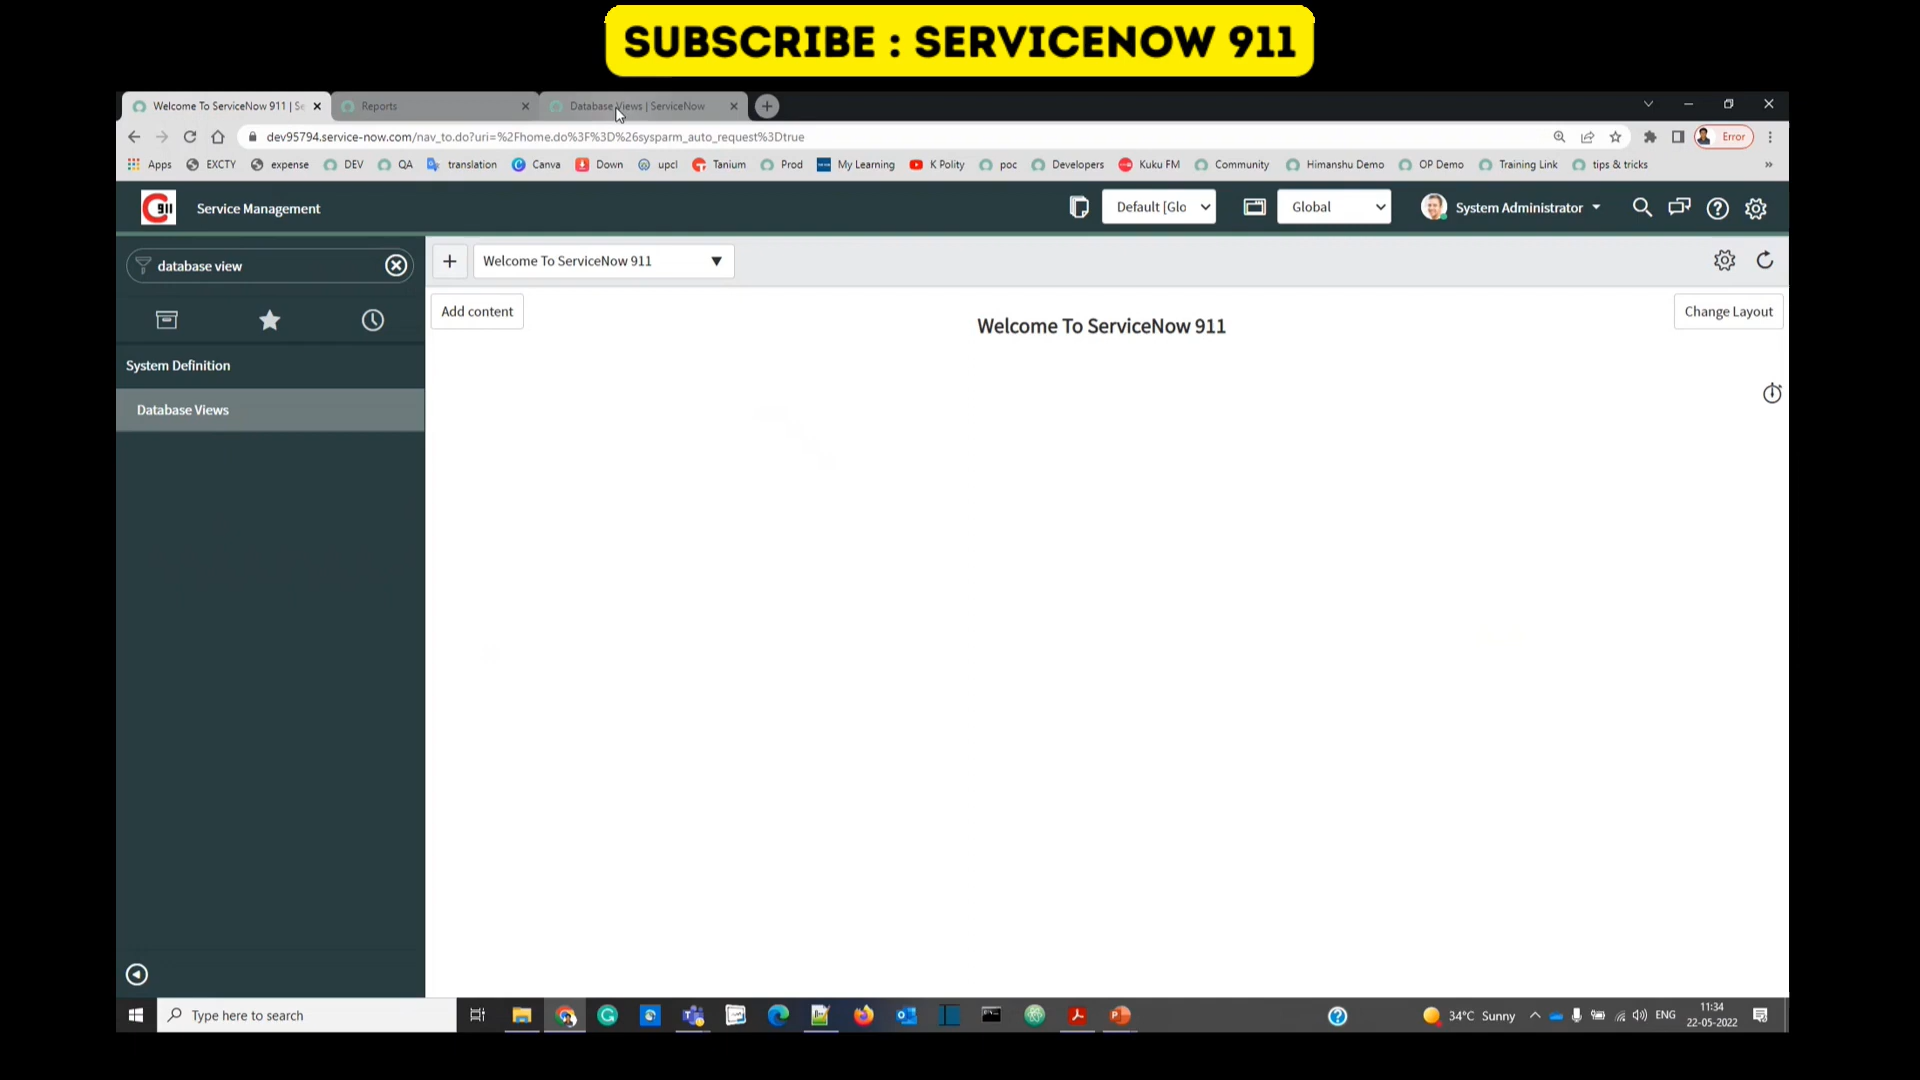 SUBSCRIBE : SERVICENOW 911
Welcome To ServiceNow 911 | Se
Reports
Database Views | ServiceNow
dev95794.service-now.com/nav_to.do?uri=%2Fhome.do%3F%3D%26sysparm_auto_request%3Dtrue
Error
Apps EXCTY expense DEV QA translation Canva Down upcl Tanium Prod My Learning K Polity poc Developers Kuku FM Community Himanshu Demo OP Demo Training Link tips & tricks »
911 Service Management
Default [Glo
Global
System Administrator
database view
Welcome To ServiceNow 911
Add content
Welcome To ServiceNow 911
Change Layout
System Definition
Database Views
Type here to search
34°C Sunny
ENG
11:34
22-05-2022